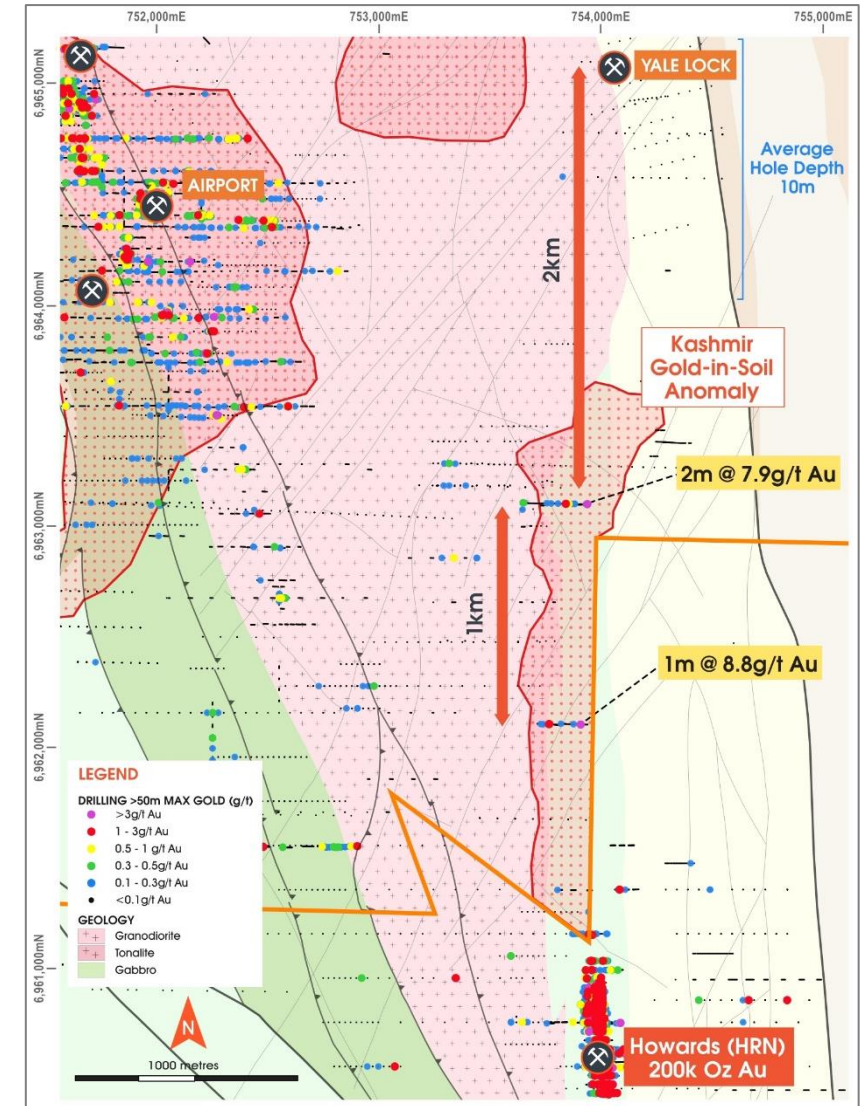 752,000mE
753,000mE
754,000mE
755,000mE
6,965,000mN
6,964,000mN
6,963,000mN
6,962,000mN
6,961,000mN
YALE LOCK
AIRPORT
Average
Hole Depth
10m
2km
Kashmir
Gold-in-Soil
Anomaly
2m @ 7.9g/t Au
1km
1m @ 8.8g/t Au
LEGEND
DRILLING >50m MAX GOLD (g/t)
>3g/t Au
1 - 3g/t Au
0.5 - 1 g/t Au
0.3 - 0.5g/t Au
0.1 - 0.3g/t Au
<0.1g/t Au
GEOLOGY
Granodiorite
Tonalite
Gabbro
N
1000 metres
Howards (HRN)
200k Oz Au